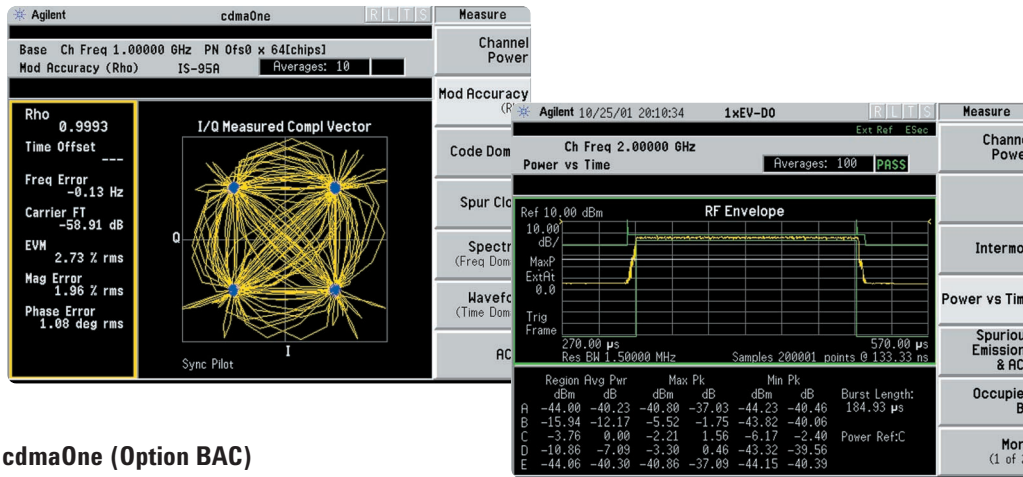 Agilent cdmaOne R L T S Measure
Base Ch Freq 1.00000 GHz PN Ofs0 x 64[chips]
Mod Accuracy (Rho) IS-95A Averages: 10
Channel
Power
Mod Accuracy
Rho
0.9993
Time Offset
---
Freq Error
-0.13 Hz
Carrier FT
-58.91 dB
EVM
2.73 % rms
Mag Error
1.96 % rms
Phase Error
1.08 deg rms
I/Q Measured Compl Vector
Q
I
Sync Pilot
Code Dom
Spur Clo
Spectr
(Freq Dom
Wavefo
(Time Dom
AC
Agilent 10/25/01 20:10:34 1xEV-DO R L T S Measure
Ext Ref ESec
Ch Freq 2.00000 GHz
Power vs Time Averages: 100 PASS
Ref 10.00 dBm RF Envelope
10.00
dB/
MaxP
ExtAt
0.0
Trig
Frame
270.00 µs 570.00 µs
Res BW 1.50000 MHz Samples 200001 points @ 133.33 ns
Region Avg Pwr Max Pk Min Pk
dBm dB dBm dB dBm dB Burst Length:
A -44.00 -40.23 -40.80 -37.03 -44.23 -40.46 184.93 µs
B -15.94 -12.17 -5.52 -1.75 -43.82 -40.06
C -3.76 0.00 -2.21 1.56 -6.17 -2.40 Power Ref:C
D -10.86 -7.09 -3.30 0.46 -43.32 -39.56
E -44.06 -40.30 -40.86 -37.09 -44.15 -40.39
Channe
Powe
Intermo
Power vs Tim
Spuriou
Emission
& AC
Occupie
B
Mor
(1 of 2
cdmaOne (Option BAC)